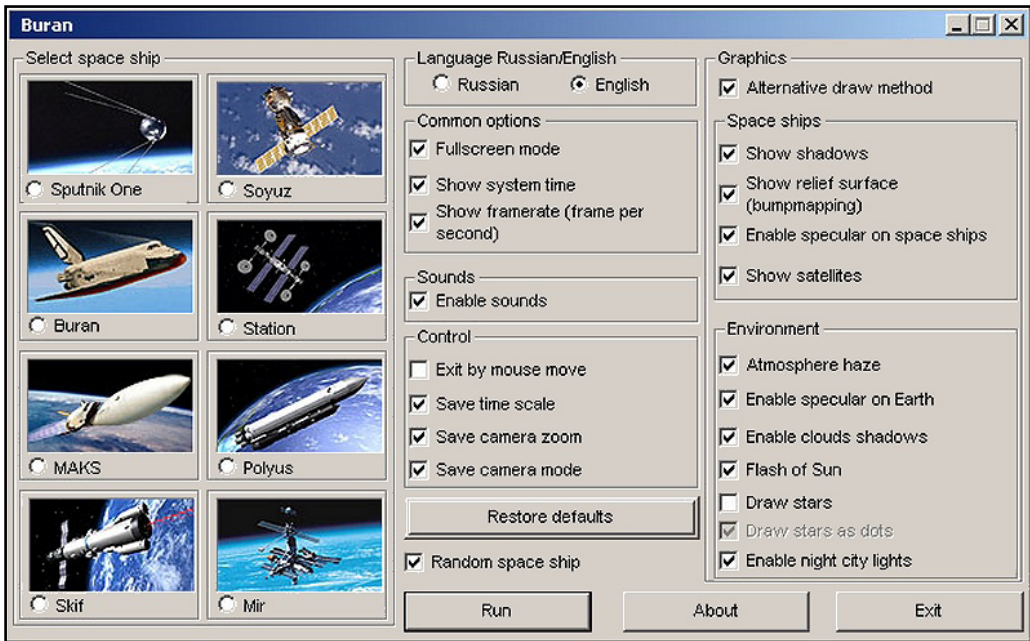 Buran
Select space ship
Sputnik One
Soyuz
Buran
Station
MAKS
Polyus
Skif
Mir
Language Russian/English
Russian
English
Common options
Fullscreen mode
Show system time
Show framerate (frame per
second)
Sounds
Enable sounds
Control
Exit by mouse move
Save time scale
Save camera zoom
Save camera mode
Restore defaults
Random space ship
Graphics
Alternative draw method
Space ships
Show shadows
Show relief surface
(bumpmapping)
Enable specular on space ships
Show satellites
Environment
Atmosphere haze
Enable specular on Earth
Enable clouds shadows
Flash of Sun
Draw stars
Draw stars as dots
Enable night city lights
Run
About
Exit